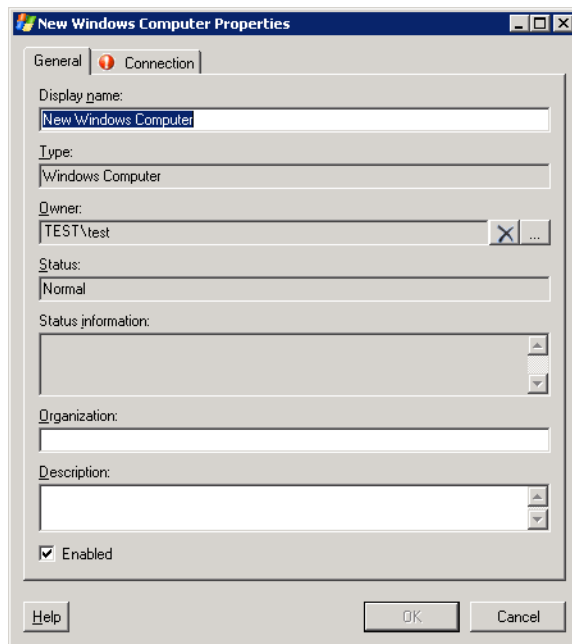 New Windows Computer Properties
General
Connection
Display name:
New Windows Computer
Type:
Windows Computer
Owner:
TEST\test
...
Status:
Normal
Status information:
Organization:
Description:
Enabled
Help
OK
Cancel